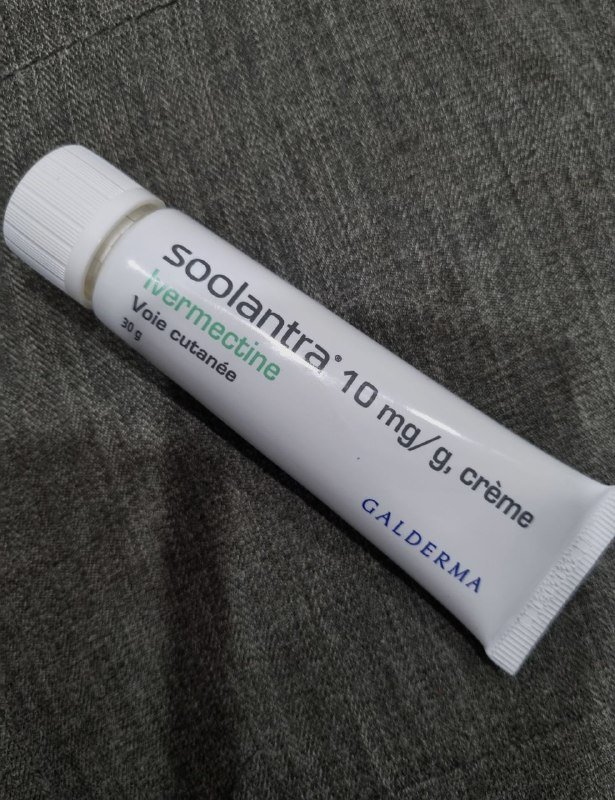 soolantra® 10 mg/g, crème
Ivermectine
Voie cutanée
30 g
GALDERMA